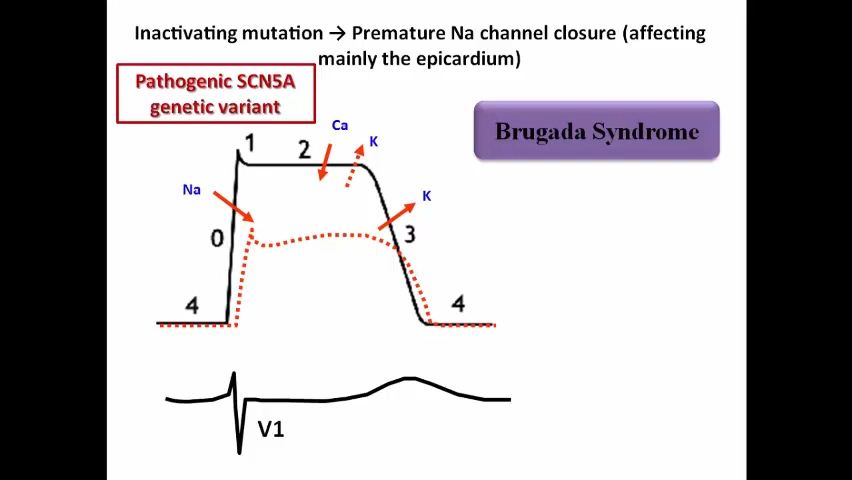 Inactivating mutation → Premature Na channel closure (affecting
mainly the epicardium)
Pathogenic SCN5A
genetic variant
Brugada Syndrome
Ca
1
2
K
Na
K
0
3
4
4
V1